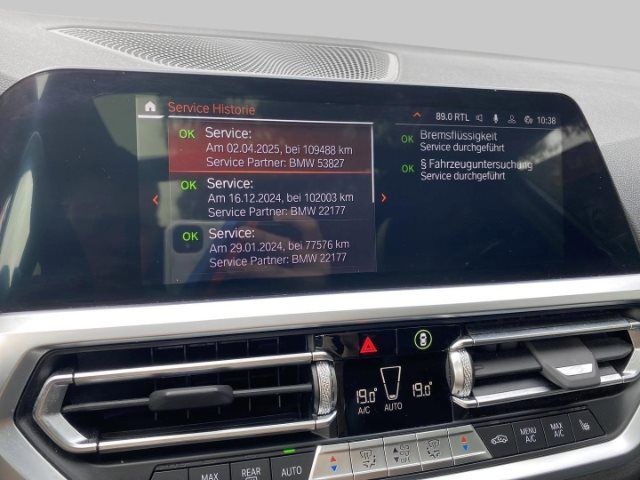 Service Historie
89.0 RTL
10:38
OK Service:
Am 02.04.2025, bei 109488 km
Service Partner: BMW 53827
OK Service:
Am 16.12.2024, bei 102003 km
Service Partner: BMW 22177
OK Service:
Am 29.01.2024, bei 77576 km
Service Partner: BMW 22177
OK Bremsflüssigkeit
Service durchgeführt
OK § Fahrzeuguntersuchung
Service durchgeführt
19.0
A/C
AUTO
19.0
MAX
REAR
AUTO
MENU
A/C
MAX
A/C